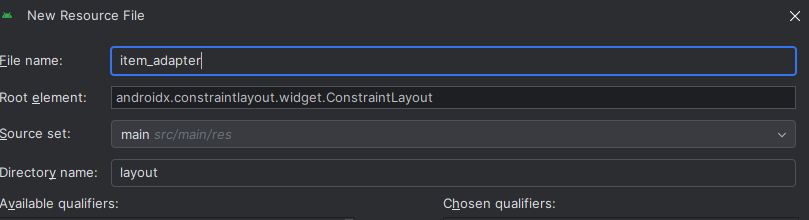 New Resource File
File name: item_adapter
Root element: androidx.constraintlayout.widget.ConstraintLayout
Source set: main src/main/res
Directory name: layout
Available qualifiers: Chosen qualifiers: